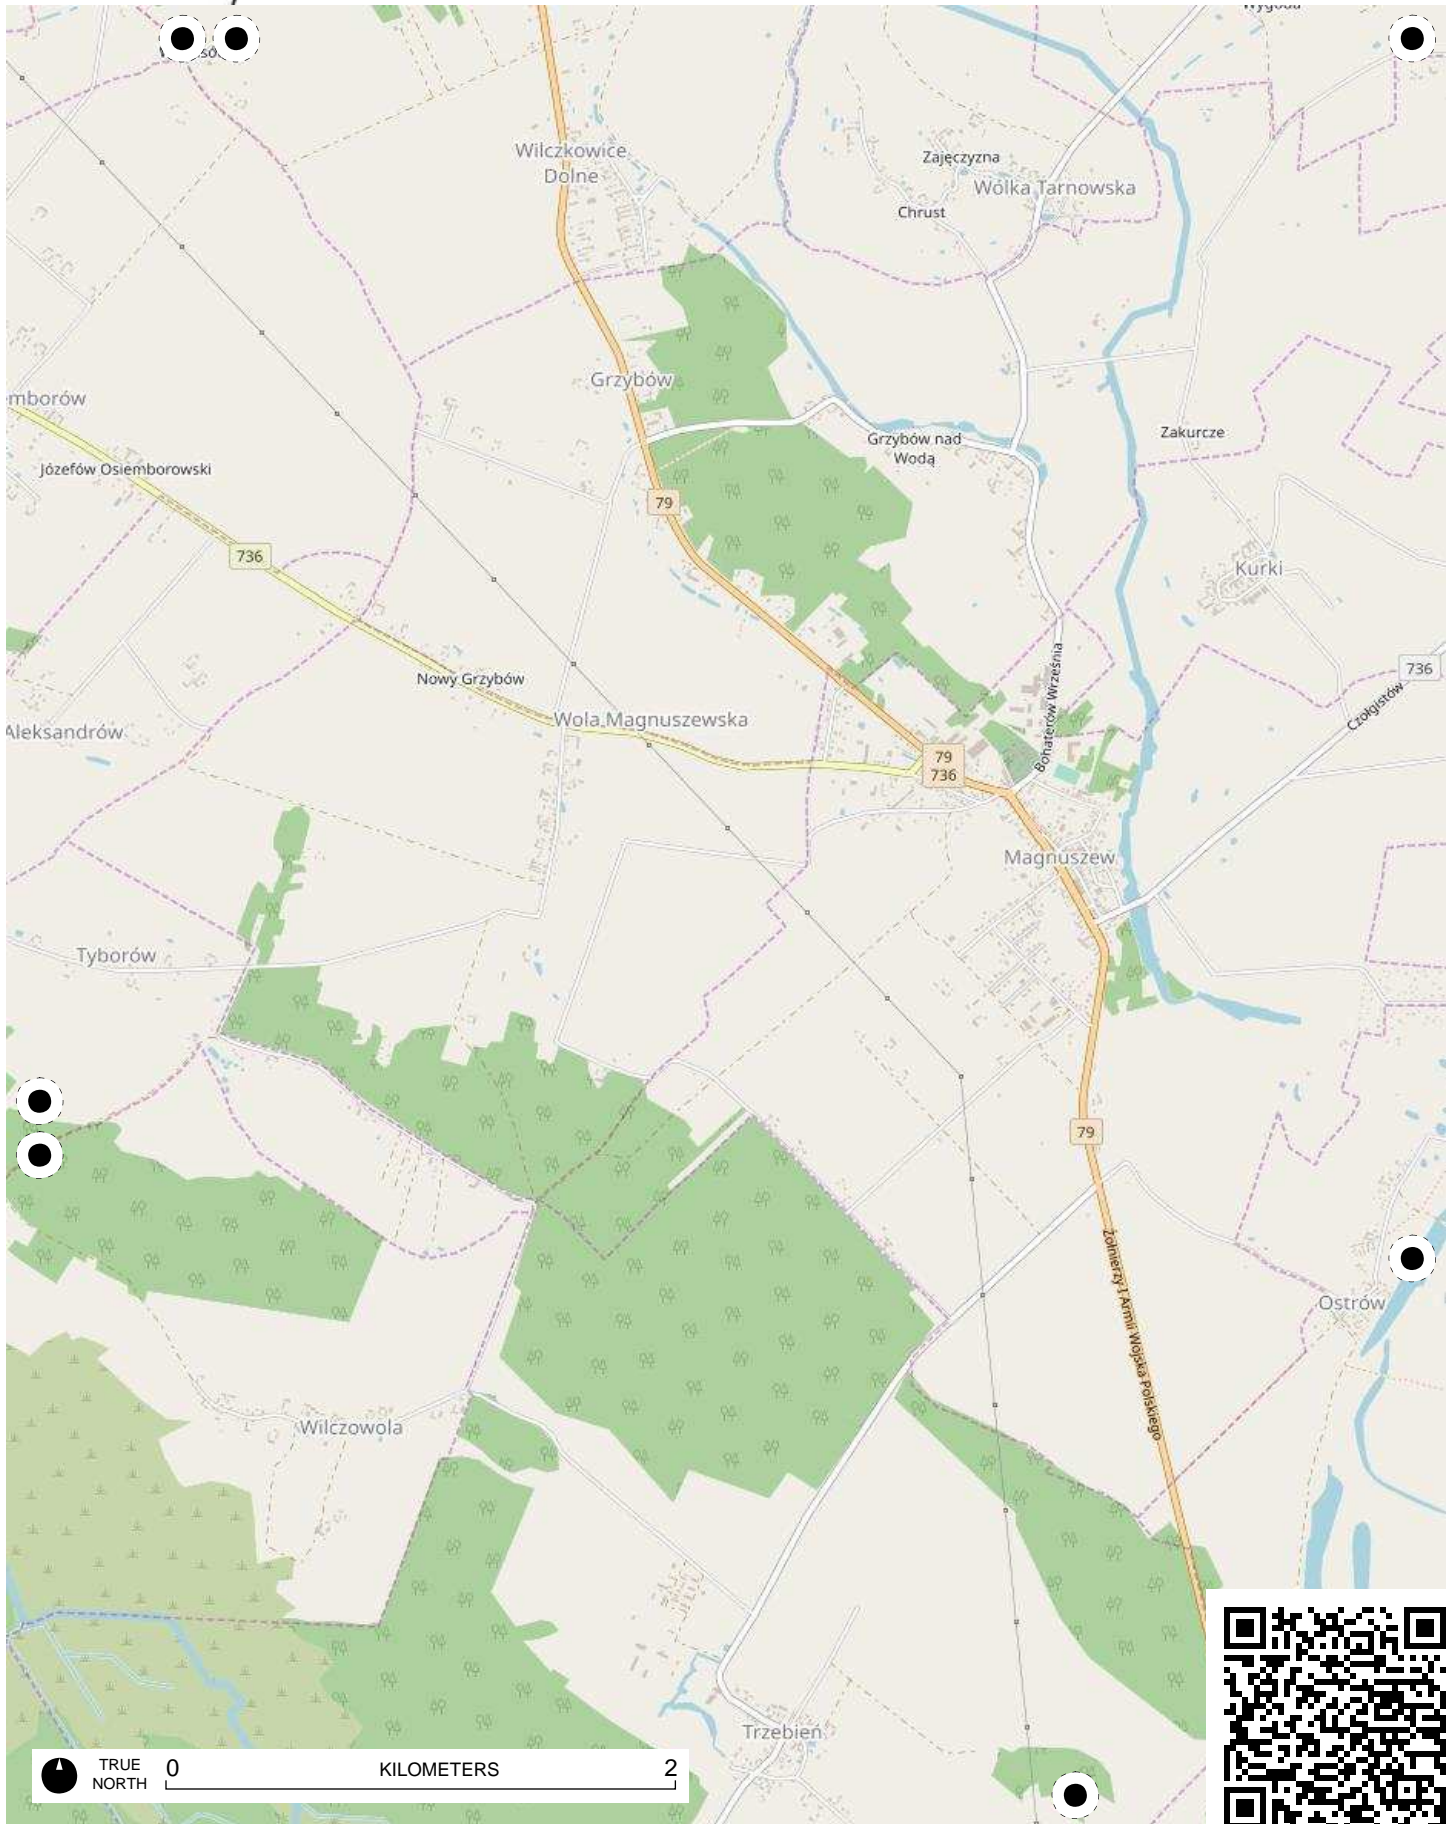 Wygoda
Wilczkowice
Dolne
Zajęczyzna
Wólka Tarnowska
Chrust
Grzybów
emborów
Zakurcze
Grzybów nad
Wodą
Józefów Osiemborowski
79
736
Kurki
Bohaterów Września
736
Nowy Grzybów
Czołgistów
Wola Magnuszewska
Aleksandrów
79
736
Magnuszew
Tyborów
79
Żołnierzy I Armii Wojska Polskiego
Ostrów
Wilczowola
Trzebień
TRUE
NORTH
0 KILOMETERS 2